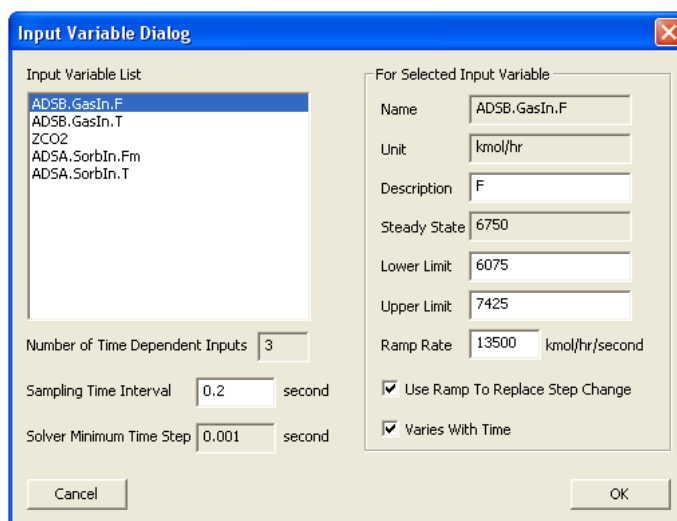 Input Variable Dialog
Input Variable List
ADSB.GasIn.F
ADSB.GasIn.T
ZCO2
ADSA.SorbIn.Fm
ADSA.SorbIn.T
Number of Time Dependent Inputs 3
Sampling Time Interval 0.2 second
Solver Minimum Time Step 0.001 second
Cancel
For Selected Input Variable
Name ADSB.GasIn.F
Unit kmol/hr
Description F
Steady State 6750
Lower Limit 6075
Upper Limit 7425
Ramp Rate 13500 kmol/hr/second
Use Ramp To Replace Step Change
Varies With Time
OK